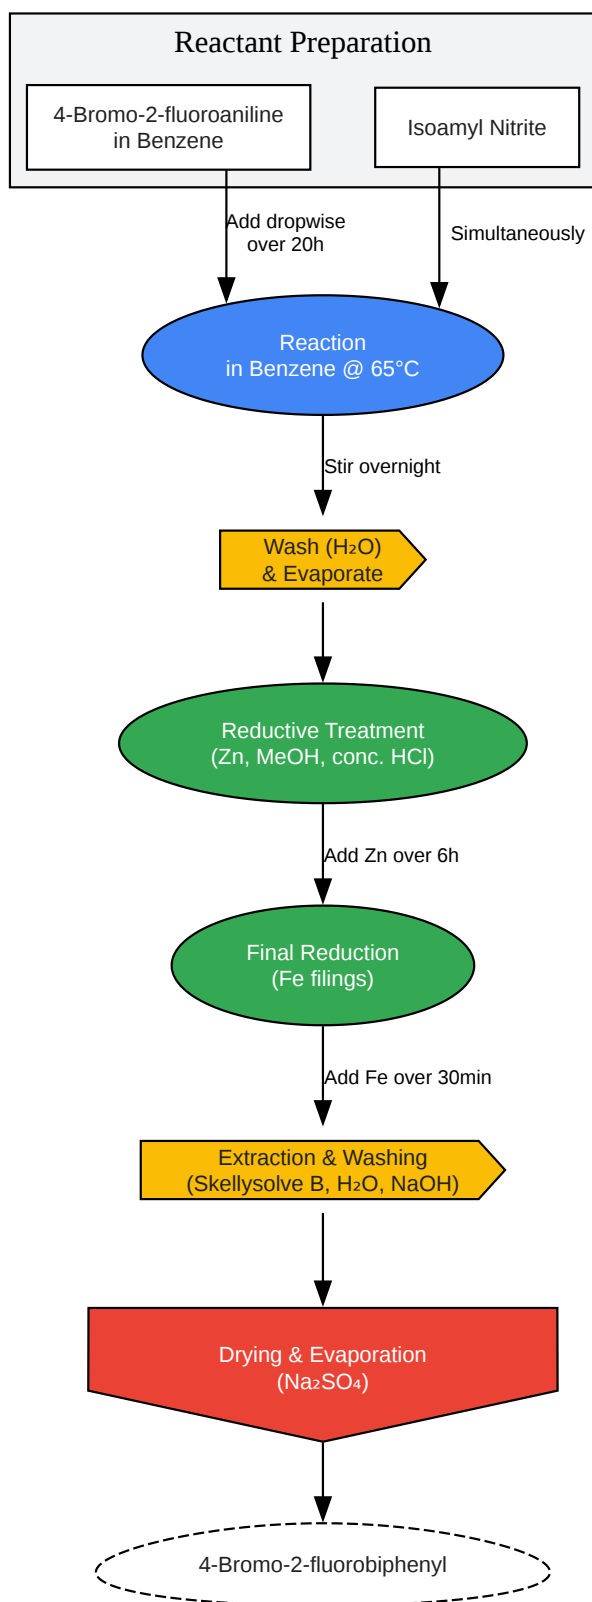 Reactant Preparation
4-Bromo-2-fluoroaniline
in Benzene
Isoamyl Nitrite
Add dropwise
over 20h
Simultaneously
Reaction
in Benzene @ 65°C
Stir overnight
Wash (H₂O)
& Evaporate
Reductive Treatment
(Zn, MeOH, conc. HCl)
Add Zn over 6h
Final Reduction
(Fe filings)
Add Fe over 30min
Extraction & Washing
(Skellysolve B, H₂O, NaOH)
Drying & Evaporation
(Na₂SO₄)
4-Bromo-2-fluorobiphenyl